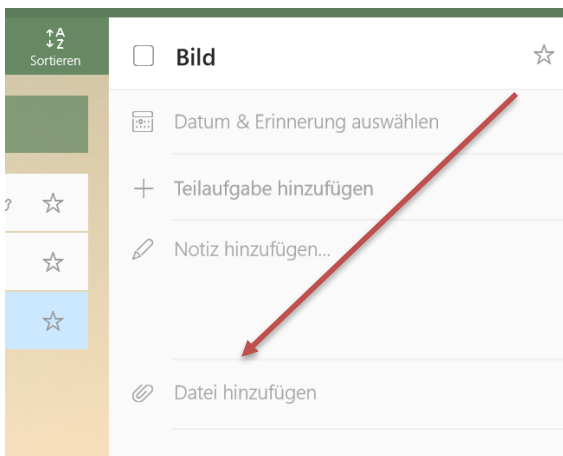 Sortieren
Bild
Datum & Erinnerung auswählen
Teilaufgabe hinzufügen
Notiz hinzufügen...
Datei hinzufügen